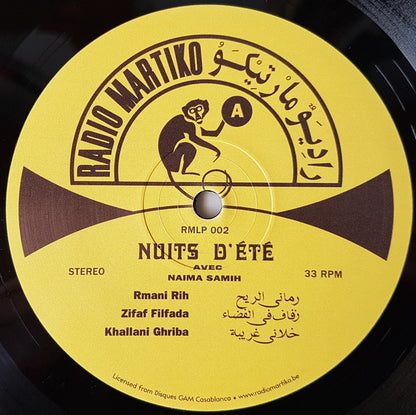 RADIO MARTIKO
راديو مارتيكو
A
RMLP 002
NUITS D'ÉTÉ
AVEC
NAIMA SAMIH
STEREO
33 RPM
Rmani Rih
رماني الريح
Zifaf Filfada
زفاف في الفضاء
Khallani Ghriba
خلاني غريبة
Licensed from Disques GAM Casablanca • www.radiomartiko.be